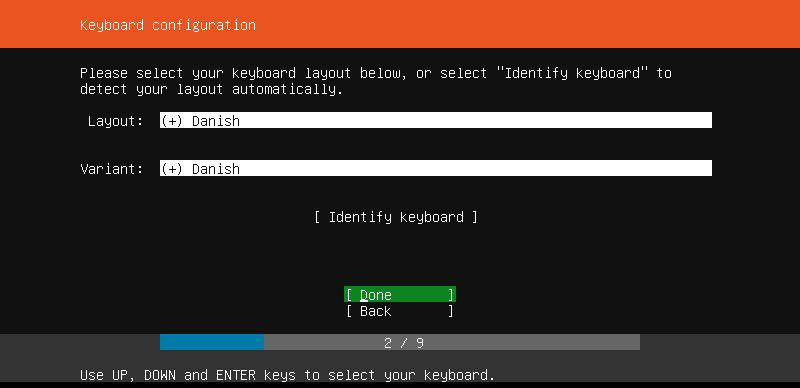 Keyboard configuration
Please select your keyboard layout below, or select "Identify keyboard" to
detect your layout automatically.
Layout: (+) Danish
Variant: (+) Danish
[ Identify keyboard ]
[ Done ]
[ Back ]
2 / 9
Use UP, DOWN and ENTER keys to select your keyboard.